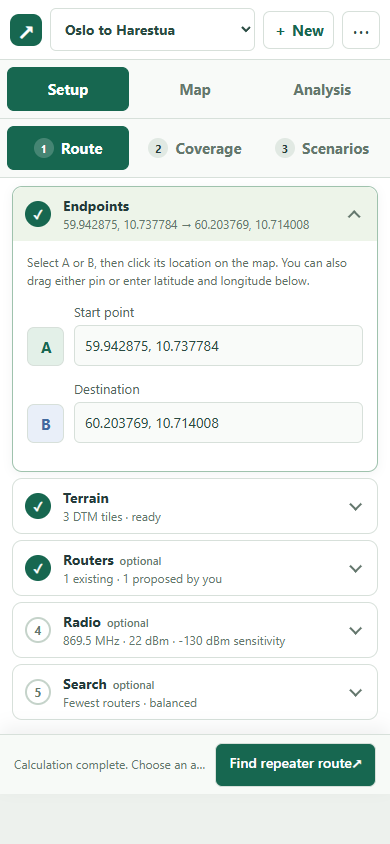 Oslo to Harestua
+ New
...
Setup
Map
Analysis
1 Route
2 Coverage
3 Scenarios
Endpoints
59.942875, 10.737784 → 60.203769, 10.714008
Select A or B, then click its location on the map. You can also
drag either pin or enter latitude and longitude below.
Start point
A
59.942875, 10.737784
Destination
B
60.203769, 10.714008
Terrain
3 DTM tiles · ready
Routers optional
1 existing · 1 proposed by you
4
Radio optional
869.5 MHz · 22 dBm · -130 dBm sensitivity
5
Search optional
Fewest routers · balanced
Calculation complete. Choose an a...
Find repeater route↗